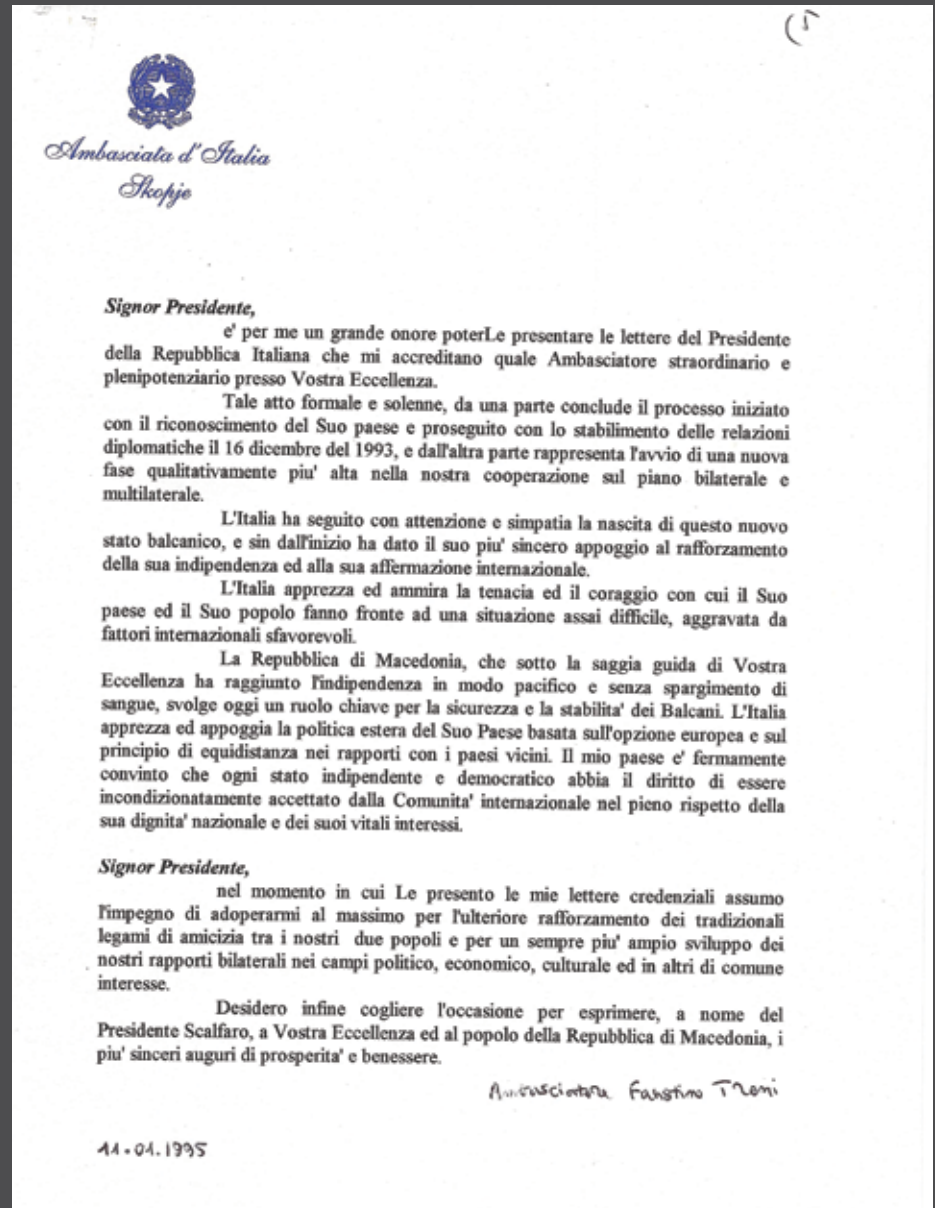 (5
Ambasciata d'Italia
Skopje
Signor Presidente,
e' per me un grande onore poterLe presentare le lettere del Presidente
della Repubblica Italiana che mi accreditano quale Ambasciatore straordinario e
plenipotenziario presso Vostra Eccellenza.
Tale atto formale e solenne, da una parte conclude il processo iniziato
con il riconoscimento del Suo paese e proseguito con lo stabilimento delle relazioni
diplomatiche il 16 dicembre del 1993, e dall'altra parte rappresenta l'avvio di una nuova
fase qualitativamente piu' alta nella nostra cooperazione sul piano bilaterale e
multilaterale.
L'Italia ha seguito con attenzione e simpatia la nascita di questo nuovo
stato balcanico, e sin dall'inizio ha dato il suo piu' sincero appoggio al rafforzamento
della sua indipendenza ed alla sua affermazione internazionale.
L'Italia apprezza ed ammira la tenacia ed il coraggio con cui il Suo
paese ed il Suo popolo fanno fronte ad una situazione assai difficile, aggravata da
fattori internazionali sfavorevoli.
La Repubblica di Macedonia, che sotto la saggia guida di Vostra
Eccellenza ha raggiunto l'indipendenza in modo pacifico e senza spargimento di
sangue, svolge oggi un ruolo chiave per la sicurezza e la stabilita' dei Balcani. L'Italia
apprezza ed appoggia la politica estera del Suo Paese basata sull'opzione europea e sul
principio di equidistanza nei rapporti con i paesi vicini. Il mio paese e' fermamente
convinto che ogni stato indipendente e democratico abbia il diritto di essere
incondizionatamente accettato dalla Comunita' internazionale nel pieno rispetto della
sua dignita' nazionale e dei suoi vitali interessi.
Signor Presidente,
nel momento in cui Le presento le mie lettere credenziali assumo
l'impegno di adoperarmi al massimo per l'ulteriore rafforzamento dei tradizionali
legami di amicizia tra i nostri due popoli e per un sempre piu' ampio sviluppo dei
nostri rapporti bilaterali nei campi politico, economico, culturale ed in altri di comune
interesse.
Desidero infine cogliere l'occasione per esprimere, a nome del
Presidente Scalfaro, a Vostra Eccellenza ed al popolo della Repubblica di Macedonia, i
piu' sinceri auguri di prosperita' e benessere.
Ambasciatore Faustino Troni
11.01.1995